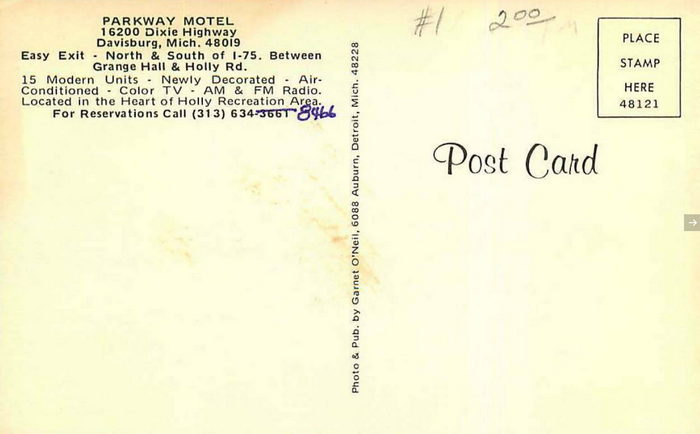 PARKWAY MOTEL
16200 Dixie Highway
Davisburg, Mich. 48019
Easy Exit - North & South of I-75. Between
Grange Hall & Holly Rd.
15 Modern Units - Newly Decorated - Air-
Conditioned - Color TV - AM & FM Radio.
Located in the Heart of Holly Recreation Area.
For Reservations Call (313) 634-3661 8466
Photo & Pub. by Garnet O'Neil, 6088 Auburn, Detroit, Mich. 48228
#1 2.00
PLACE
STAMP
HERE
48121
Post Card